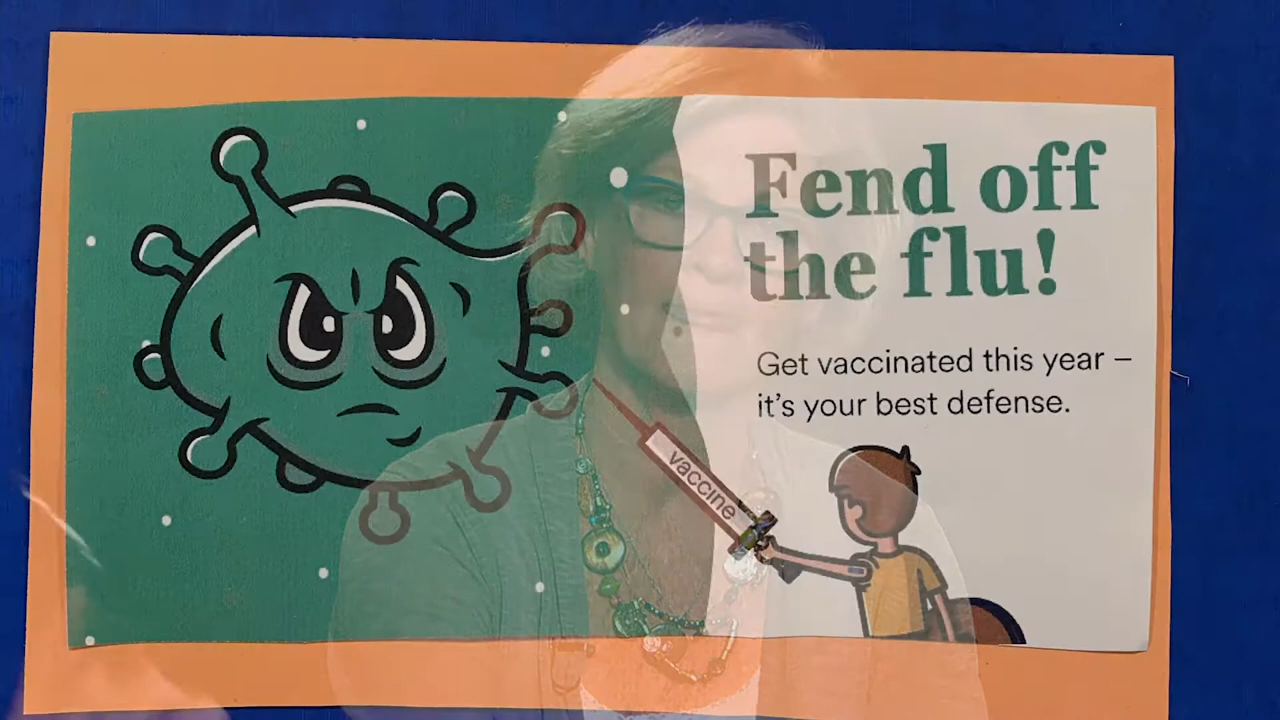 Fend off
the flu!
Get vaccinated this year –
it's your best defense.
vaccine